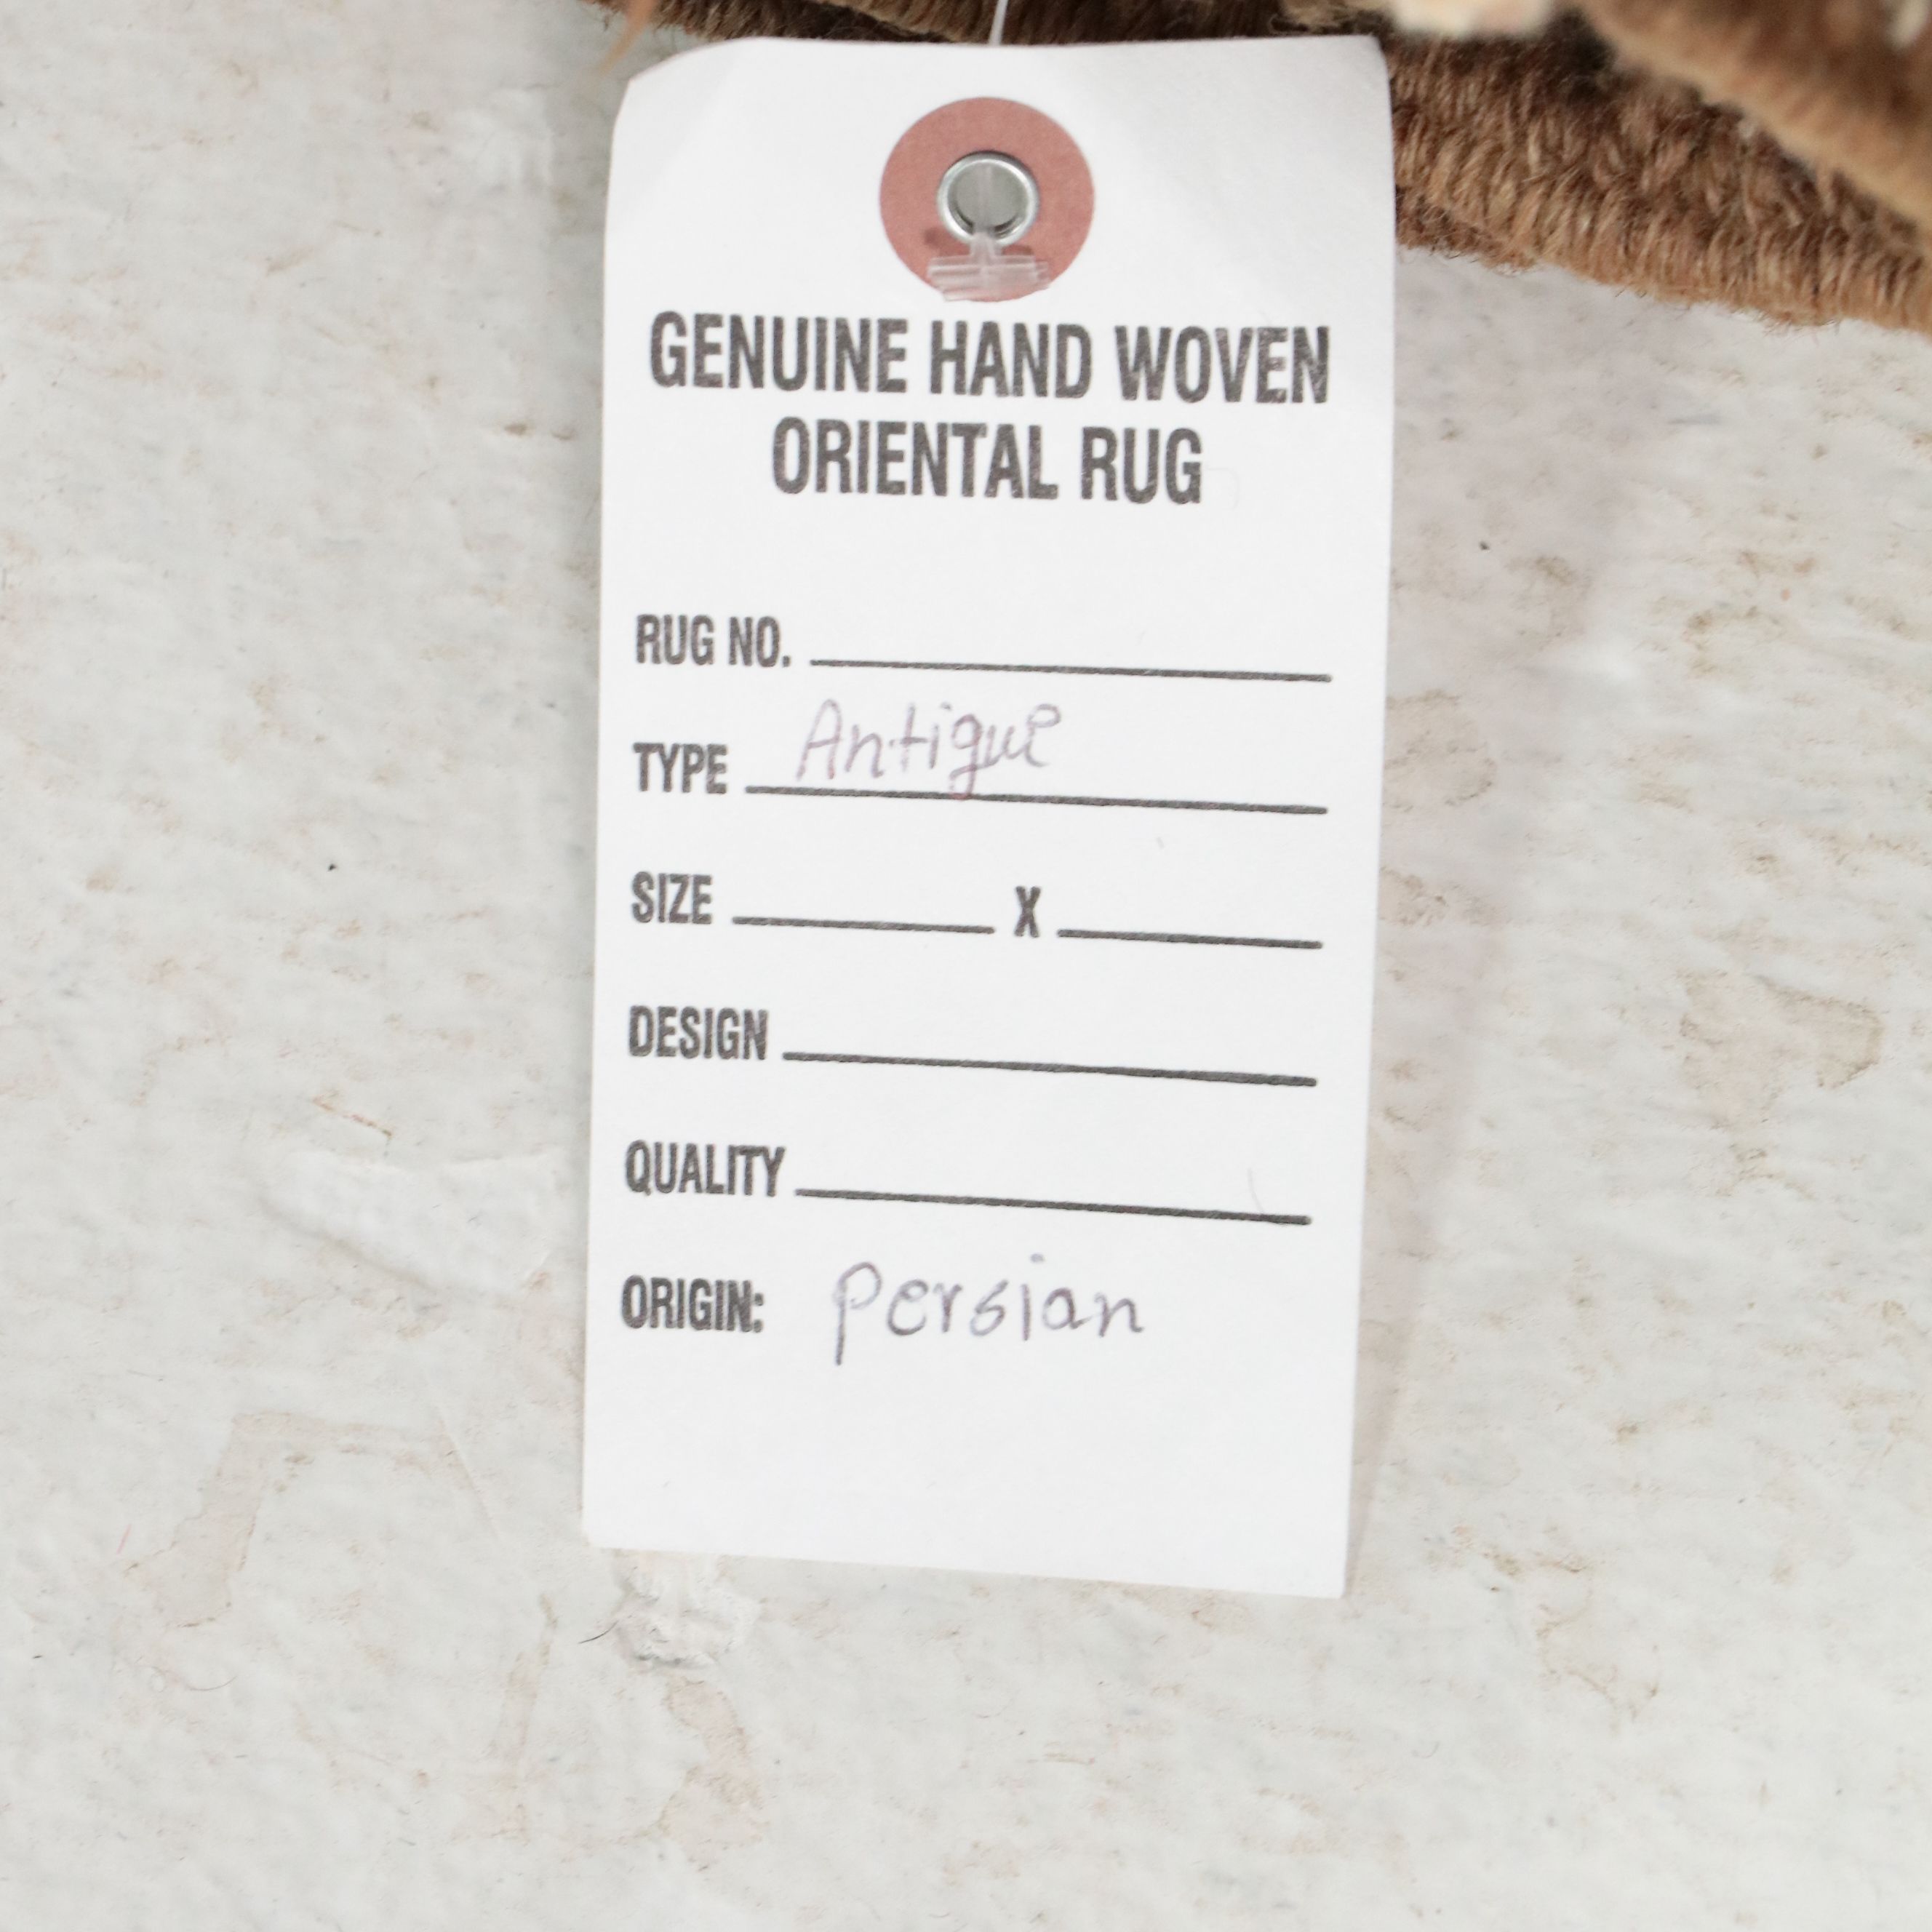 GENUINE HAND WOVEN
ORIENTAL RUG
RUG NO.
TYPE Antique
SIZE X
DESIGN
QUALITY
ORIGIN: Persian